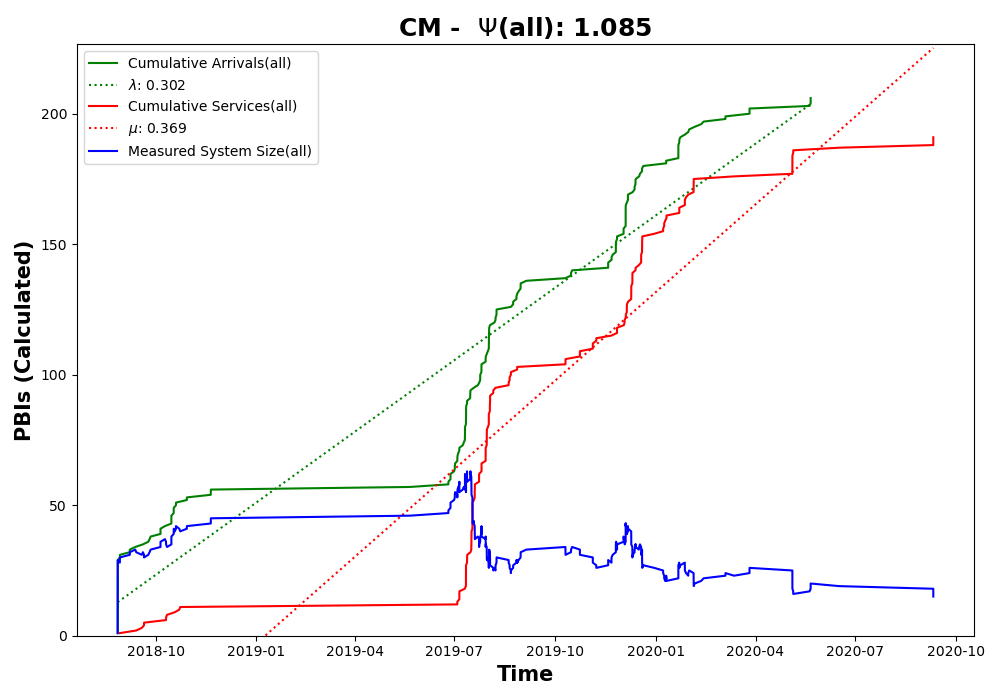 CM - Ψ(all): 1.085
Cumulative Arrivals(all)
λ: 0.302
Cumulative Services(all)
μ: 0.369
Measured System Size(all)
PBIs (Calculated)
200
150
100
50
0
2018-10 2019-01 2019-04 2019-07 2019-10 2020-01 2020-04 2020-07 2020-10
Time